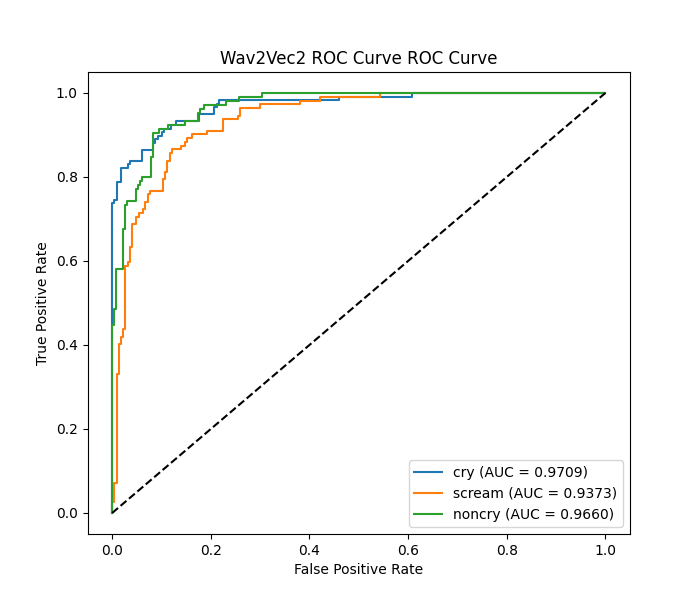 Wav2Vec2 ROC Curve ROC Curve
True Positive Rate
1.0
0.8
0.6
0.4
0.2
0.0
cry (AUC = 0.9709)
scream (AUC = 0.9373)
noncry (AUC = 0.9660)
0.0 0.2 0.4 0.6 0.8 1.0
False Positive Rate